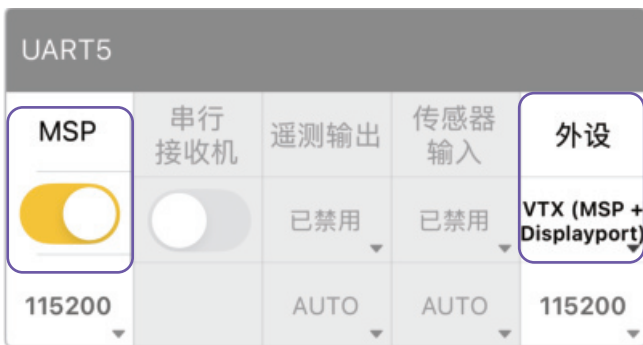 UART5
MSP
串行
接收机
遥测输出
传感器
输入
外设
已禁用
已禁用
VTX (MSP +
Displayport)
115200
AUTO
AUTO
115200